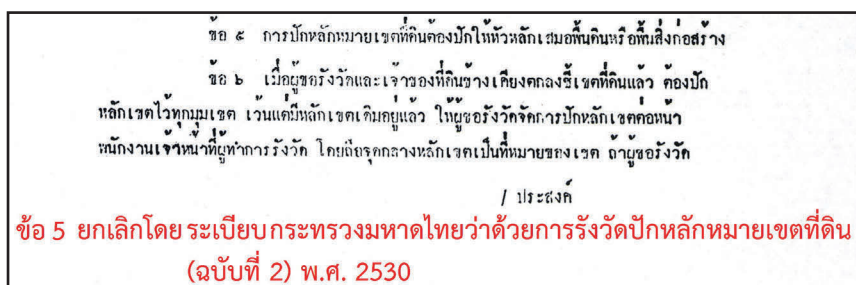 ข้อ ๕ การปักหลักหมายเขตที่ดินต้องปักให้หัวหลักเสมอพื้นดินหรือพื้นสิ่งก่อสร้าง
ข้อ ๖ เมื่อผู้ขอรังวัดและเจ้าของที่ดินข้างเคียงตกลงชี้เขตที่ดินแล้ว ต้องปัก
หลักเขตไว้ทุกมุมเขต เว้นแต่มีหลักเขตเดิมอยู่แล้ว ให้ผู้ขอรังวัดจัดการปักหลักเขตต่อหน้า
พนักงานเจ้าหน้าที่ผู้ทำการรังวัด โดยถือจุดกลางหลักเขตเป็นที่หมายของเขต ถ้าผู้ขอรังวัด
/ ประสงค์
ข้อ 5 ยกเลิกโดย ระเบียบกระทรวงมหาดไทยว่าด้วยการรังวัดปักหลักหมายเขตที่ดิน
(ฉบับที่ 2) พ.ศ. 2530